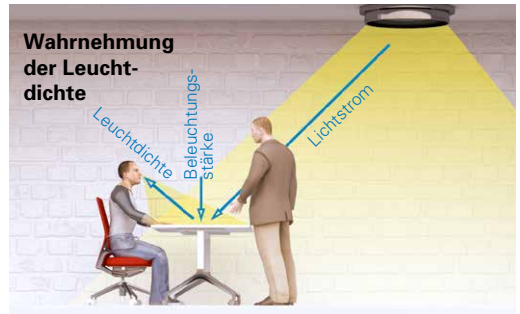 Wahrnehmung
der Leucht-
dichte
Leuchtdichte
Beleuchtungs-
stärke
Lichtstrom